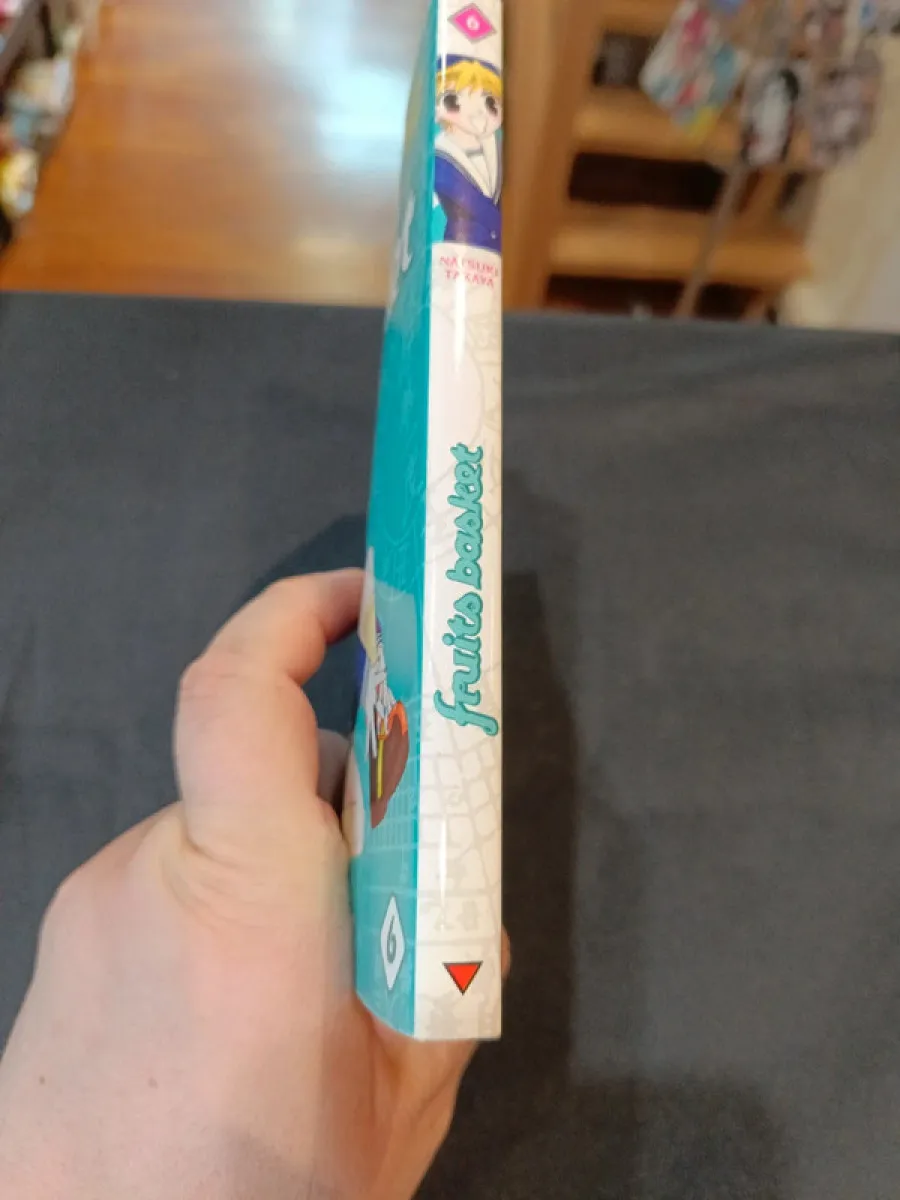 6
NATSUKI
TAKAYA
fruits basket
6